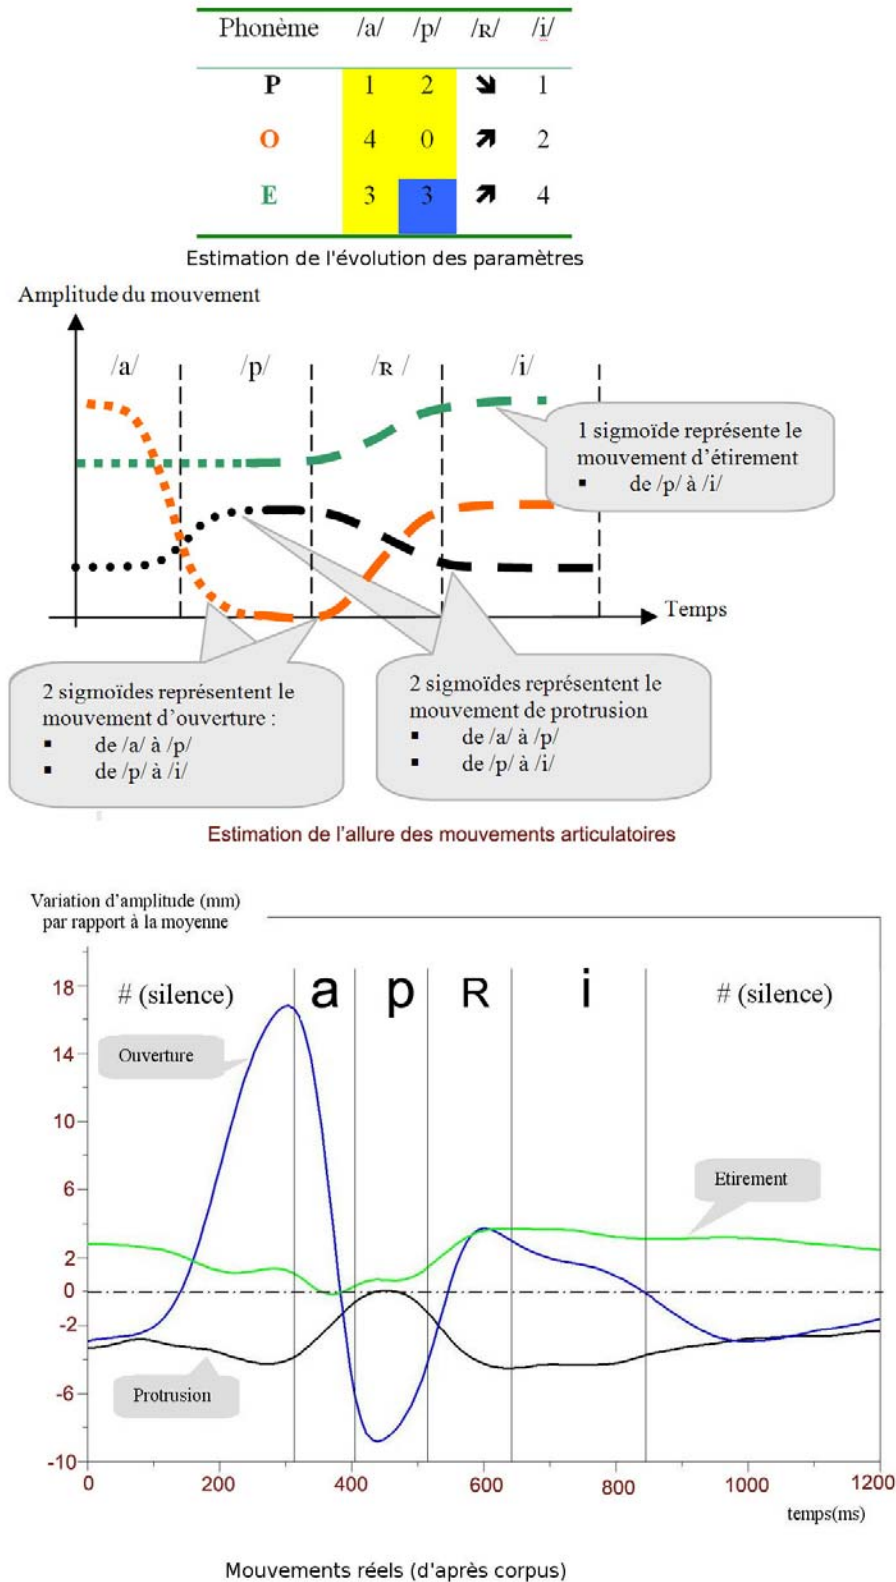 Phonème /a/ /p/ /ʀ/ /i/
P 1 2 ➘ 1
O 4 0 ➚ 2
E 3 3 ➚ 4
Estimation de l'évolution des paramètres
Amplitude du mouvement
/a/ /p/ /ʀ / /i/
1 sigmoïde représente le
mouvement d’étirement
▪ de /p/ à /i/
Temps
2 sigmoïdes représentent le
mouvement d’ouverture :
▪ de /a/ à /p/
▪ de /p/ à /i/
2 sigmoïdes représentent le
mouvement de protrusion
▪ de /a/ à /p/
▪ de /p/ à /i/
Estimation de l’allure des mouvements articulatoires
Variation d’amplitude (mm)
par rapport à la moyenne
# (silence) a p ʀ i # (silence)
18
Ouverture
14
10
6
Etirement
2
0
-2
Protrusion
-6
-10
0 200 400 600 800 1000 1200
temps(ms)
Mouvements réels (d'après corpus)